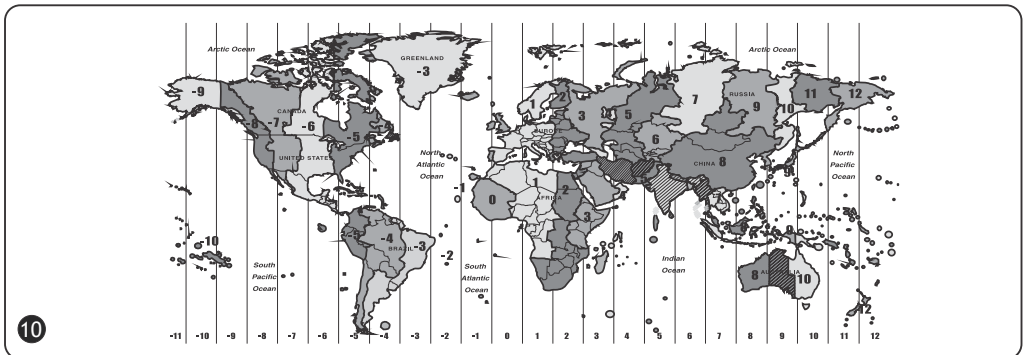 Arctic Ocean
Arctic Ocean
GREENLAND
-3
-9
7
RUSSIA
9
10
11
12
CANADA
-8
-7
-6
-5
-4
1
2
3
4
5
6
EUROPE
UNITED STATES
CHINA 8
North
Atlantic
Ocean
North
Pacific
Ocean
-1
0
1
2
AFRICA
3
-10
-5
-4
BRAZIL
-3
-2
9
South
Pacific
Ocean
South
Atlantic
Ocean
Indian
Ocean
8
AUSTRALIA
10
12
10
-11 -10 -9 -8 -7 -6 -5 -4 -3 -2 -1 0 1 2 3 4 5 6 7 8 9 10 11 12